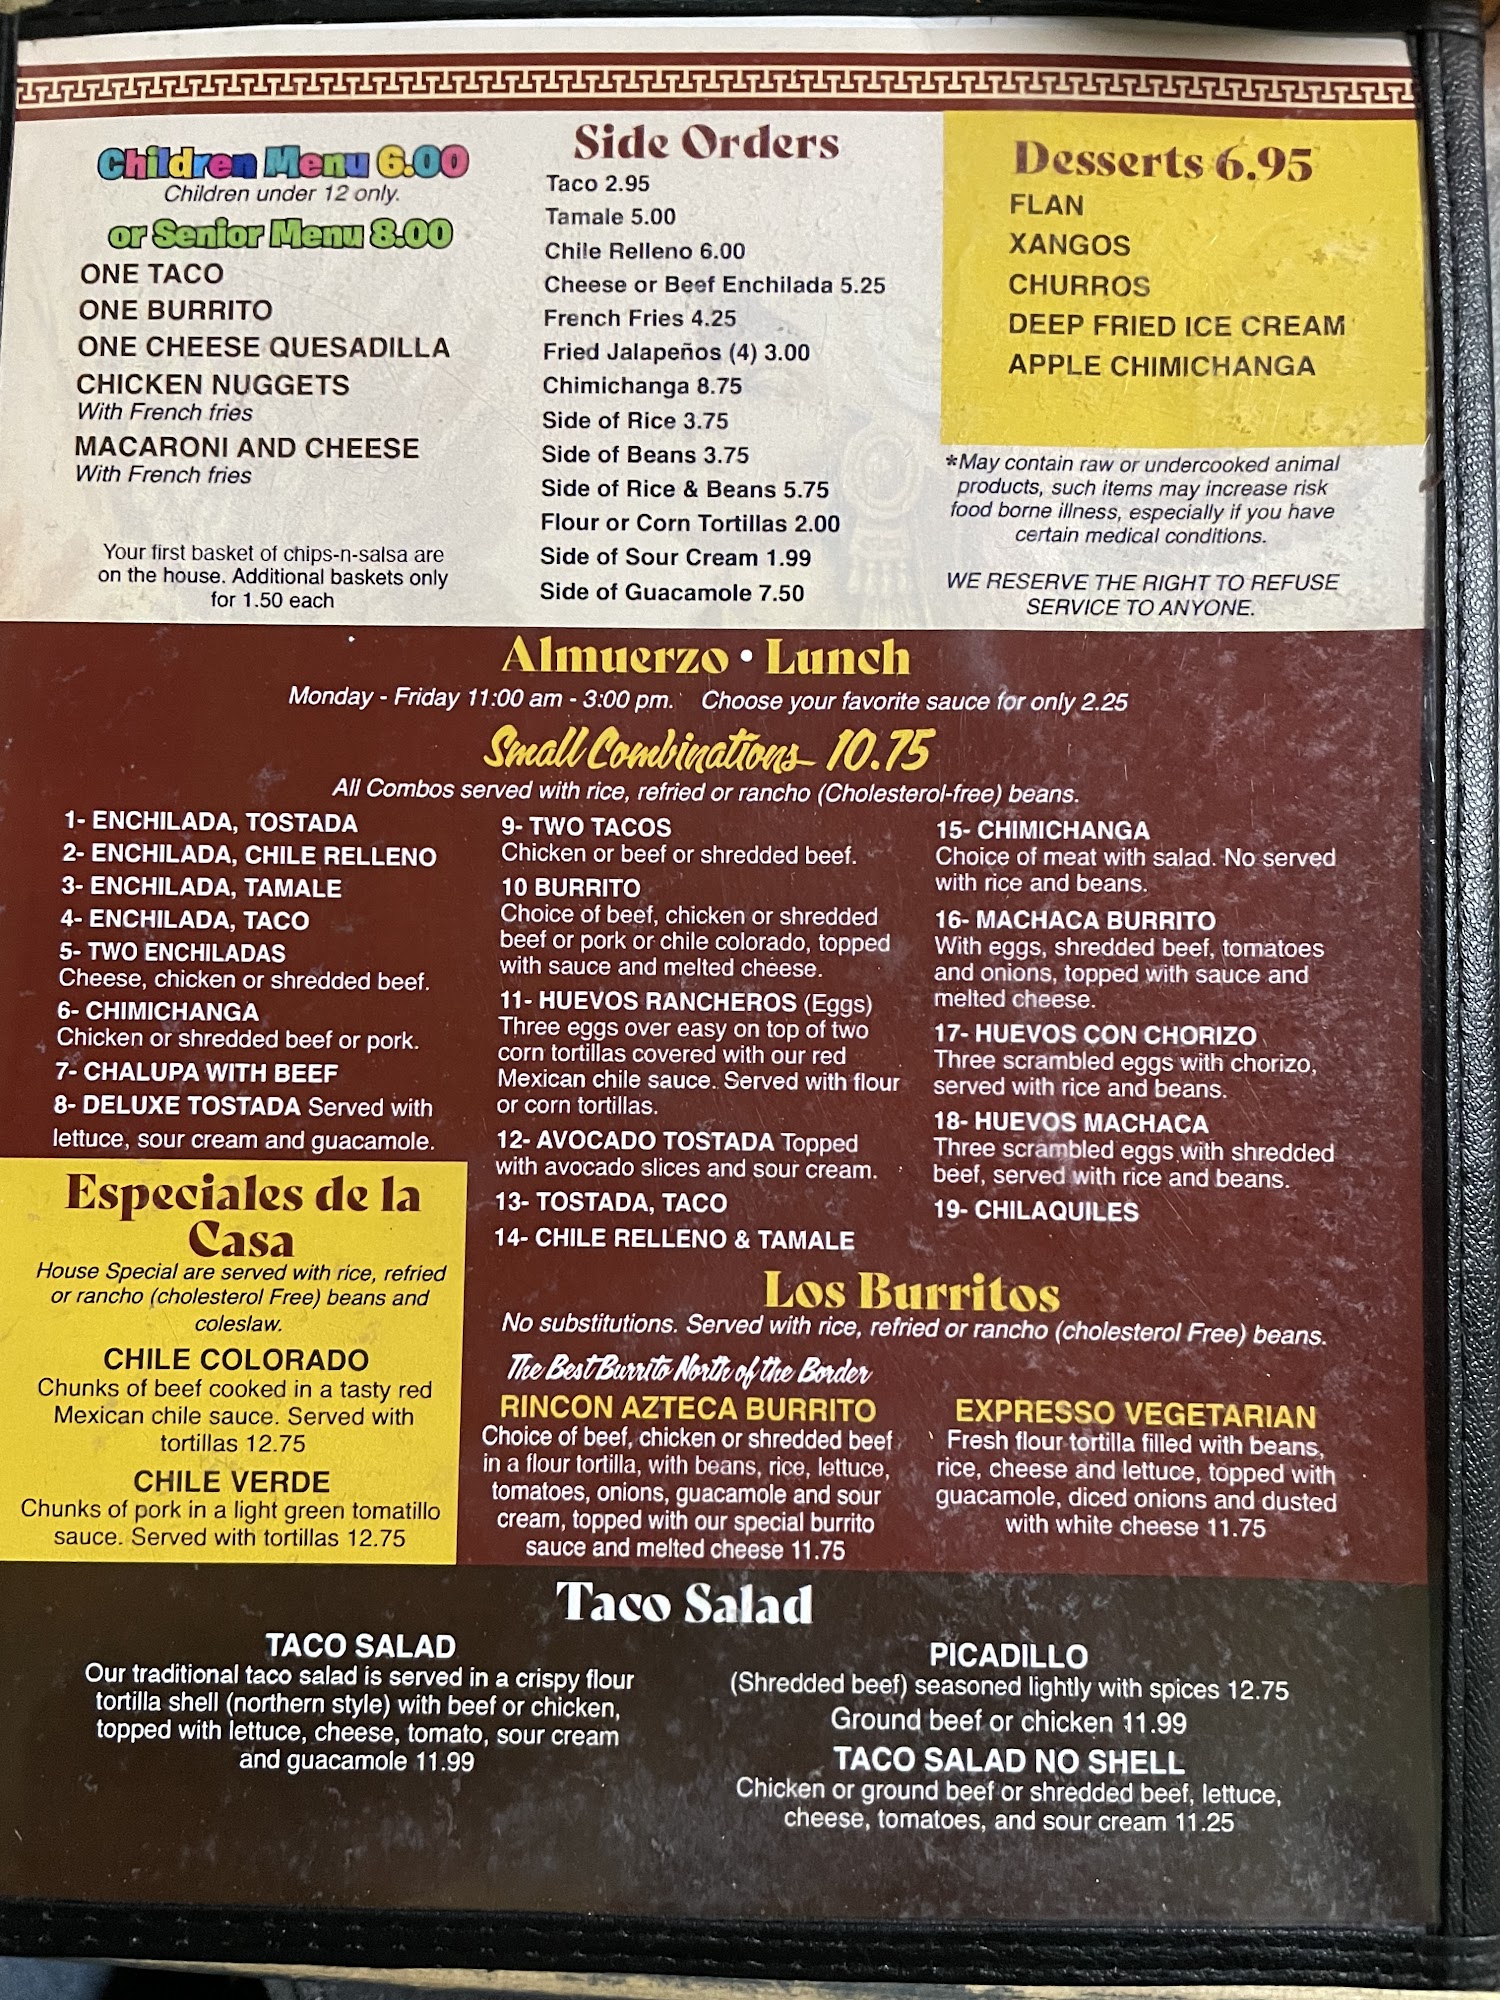 Children Menu 6.00
Children under 12 only.
or Senior Menu 8.00
ONE TACO
ONE BURRITO
ONE CHEESE QUESADILLA
CHICKEN NUGGETS
With French fries
MACARONI AND CHEESE
With French fries
Your first basket of chips-n-salsa are
on the house. Additional baskets only
for 1.50 each
Side Orders
Taco 2.95
Tamale 5.00
Chile Relleno 6.00
Cheese or Beef Enchilada 5.25
French Fries 4.25
Fried Jalapeños (4) 3.00
Chimichanga 8.75
Side of Rice 3.75
Side of Beans 3.75
Side of Rice & Beans 5.75
Flour or Corn Tortillas 2.00
Side of Sour Cream 1.99
Side of Guacamole 7.50
Desserts 6.95
FLAN
XANGOS
CHURROS
DEEP FRIED ICE CREAM
APPLE CHIMICHANGA
*May contain raw or undercooked animal
products, such items may increase risk
food borne illness, especially if you have
certain medical conditions.
WE RESERVE THE RIGHT TO REFUSE
SERVICE TO ANYONE.
Almuerzo • Lunch
Monday - Friday 11:00 am - 3:00 pm. Choose your favorite sauce for only 2.25
Small Combinations 10.75
All Combos served with rice, refried or rancho (Cholesterol-free) beans.
1- ENCHILADA, TOSTADA
2- ENCHILADA, CHILE RELLENO
3- ENCHILADA, TAMALE
4- ENCHILADA, TACO
5- TWO ENCHILADAS
Cheese, chicken or shredded beef.
6- CHIMICHANGA
Chicken or shredded beef or pork.
7- CHALUPA WITH BEEF
8- DELUXE TOSTADA Served with
lettuce, sour cream and guacamole.
9- TWO TACOS
Chicken or beef or shredded beef.
10 BURRITO
Choice of beef, chicken or shredded
beef or pork or chile colorado, topped
with sauce and melted cheese.
11- HUEVOS RANCHEROS (Eggs)
Three eggs over easy on top of two
corn tortillas covered with our red
Mexican chile sauce. Served with flour
or corn tortillas.
12- AVOCADO TOSTADA Topped
with avocado slices and sour cream.
13- TOSTADA, TACO
14- CHILE RELLENO & TAMALE
15- CHIMICHANGA
Choice of meat with salad. No served
with rice and beans.
16- MACHACA BURRITO
With eggs, shredded beef, tomatoes
and onions, topped with sauce and
melted cheese.
17- HUEVOS CON CHORIZO
Three scrambled eggs with chorizo,
served with rice and beans.
18- HUEVOS MACHACA
Three scrambled eggs with shredded
beef, served with rice and beans.
19- CHILAQUILES
Especiales de la
Casa
House Special are served with rice, refried
or rancho (cholesterol Free) beans and
coleslaw.
CHILE COLORADO
Chunks of beef cooked in a tasty red
Mexican chile sauce. Served with
tortillas 12.75
CHILE VERDE
Chunks of pork in a light green tomatillo
sauce. Served with tortillas 12.75
Los Burritos
No substitutions. Served with rice, refried or rancho (cholesterol Free) beans.
The Best Burrito North of the Border
RINCON AZTECA BURRITO
Choice of beef, chicken or shredded beef
in a flour tortilla, with beans, rice, lettuce,
tomatoes, onions, guacamole and sour
cream, topped with our special burrito
sauce and melted cheese 11.75
EXPRESSO VEGETARIAN
Fresh flour tortilla filled with beans,
rice, cheese and lettuce, topped with
guacamole, diced onions and dusted
with white cheese 11.75
Taco Salad
TACO SALAD
Our traditional taco salad is served in a crispy flour
tortilla shell (northern style) with beef or chicken,
topped with lettuce, cheese, tomato, sour cream
and guacamole 11.99
PICADILLO
(Shredded beef) seasoned lightly with spices 12.75
Ground beef or chicken 11.99
TACO SALAD NO SHELL
Chicken or ground beef or shredded beef, lettuce,
cheese, tomatoes, and sour cream 11.25